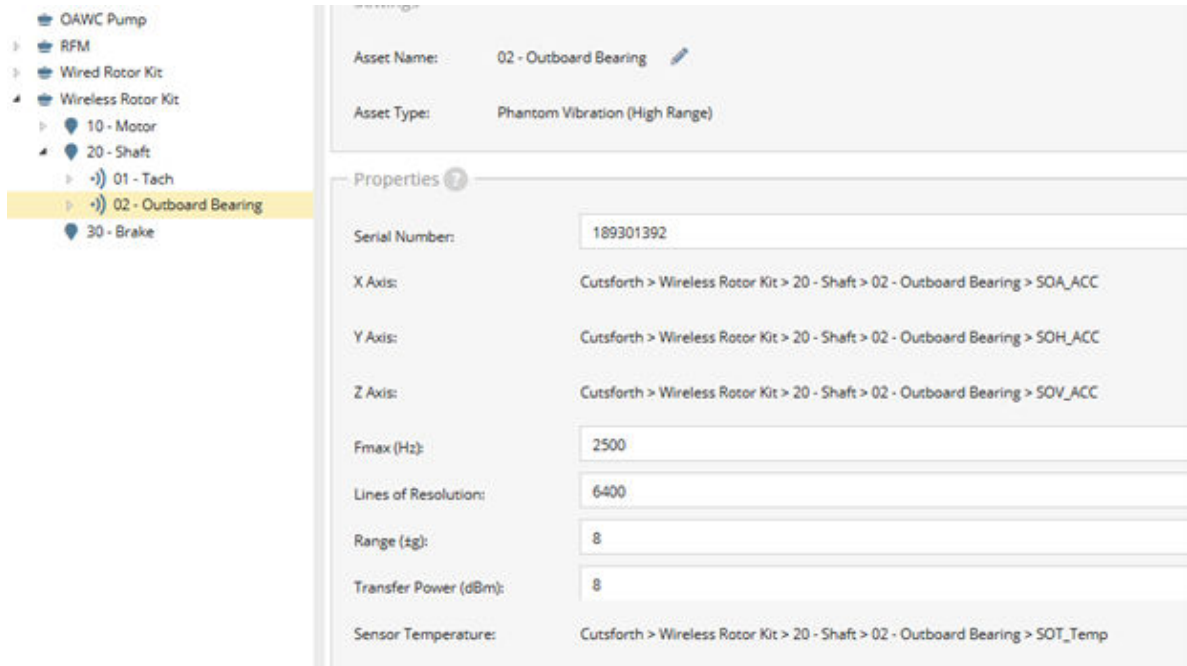 OAWC Pump
RFM
Wired Rotor Kit
Wireless Rotor Kit
10 - Motor
20 - Shaft
01 - Tach
02 - Outboard Bearing
30 - Brake
Settings
Asset Name: 02 - Outboard Bearing
Asset Type: Phantom Vibration (High Range)
Properties ?
Serial Number: 189301392
X Axis: Cutsforth > Wireless Rotor Kit > 20 - Shaft > 02 - Outboard Bearing > SOA_ACC
Y Axis: Cutsforth > Wireless Rotor Kit > 20 - Shaft > 02 - Outboard Bearing > SOH_ACC
Z Axis: Cutsforth > Wireless Rotor Kit > 20 - Shaft > 02 - Outboard Bearing > SOV_ACC
Fmax (Hz): 2500
Lines of Resolution: 6400
Range (±g): 8
Transfer Power (dBm): 8
Sensor Temperature: Cutsforth > Wireless Rotor Kit > 20 - Shaft > 02 - Outboard Bearing > SOT_Temp